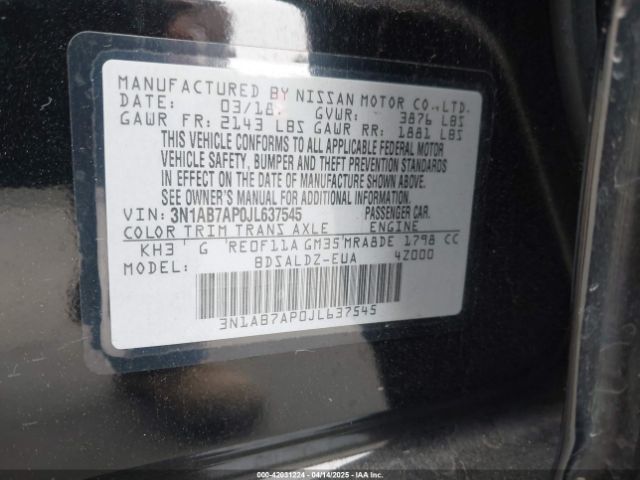 MANUFACTURED BY NISSAN MOTOR CO.,LTD.
DATE: 03/18 GVWR: 3876 LBS
GAWR FR: 2143 LBS GAWR RR: 1881 LBS
THIS VEHICLE CONFORMS TO ALL APPLICABLE FEDERAL MOTOR
VEHICLE SAFETY, BUMPER AND THEFT PREVENTION STANDARDS
IN EFFECT ON THE DATE OF MANUFACTURE SHOWN ABOVE.
SEE OWNER'S MANUAL FOR ADDITIONAL INFORMATION
VIN: 3N1AB7AP0JL637545 PASSENGER CAR.
COLOR TRIM TRANS AXLE ENGINE
KH3 G RE0F11A GM35 MRA8DE 1798 CC
MODEL: BDSALDZ-EUA 4Z000
3N1AB7AP0JL637545
000-42031224 - 04/14/2025 - IAA Inc.